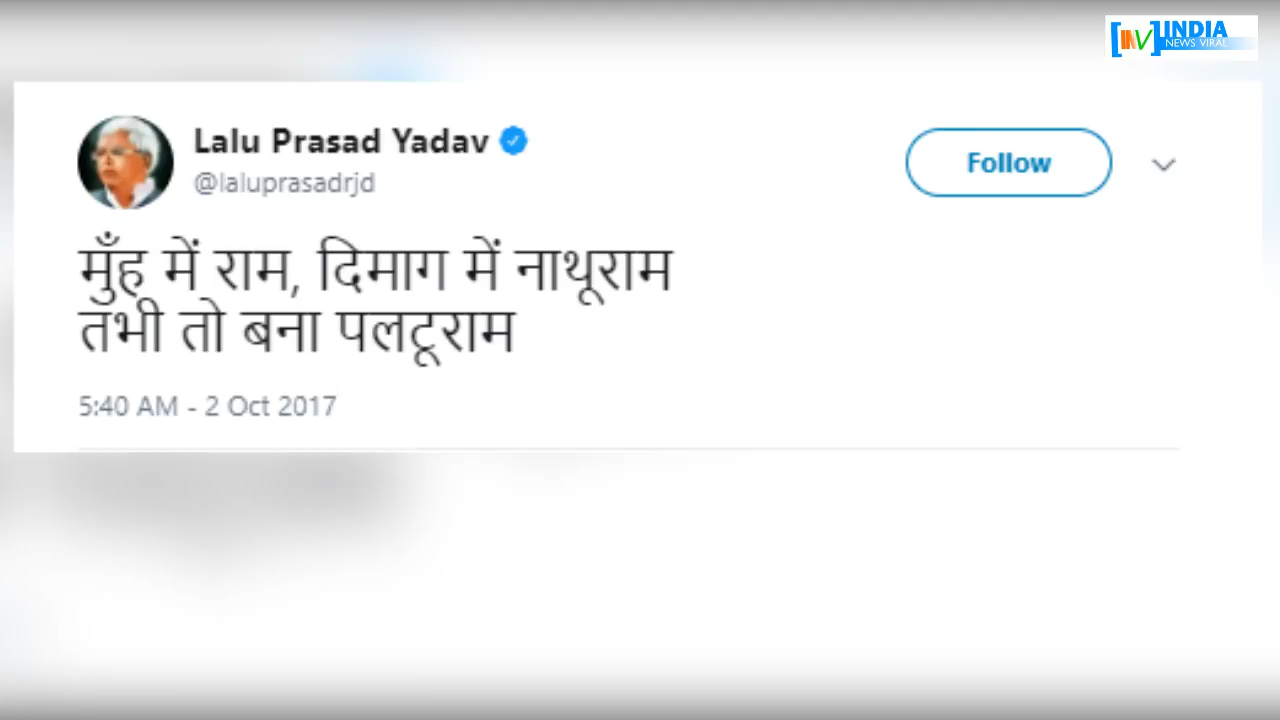 INDIA
NEWS VIRAL
Lalu Prasad Yadav
@laluprasadrjd
Follow
मुँह में राम, दिमाग में नाथूराम
तभी तो बना पलटूराम
5:40 AM - 2 Oct 2017